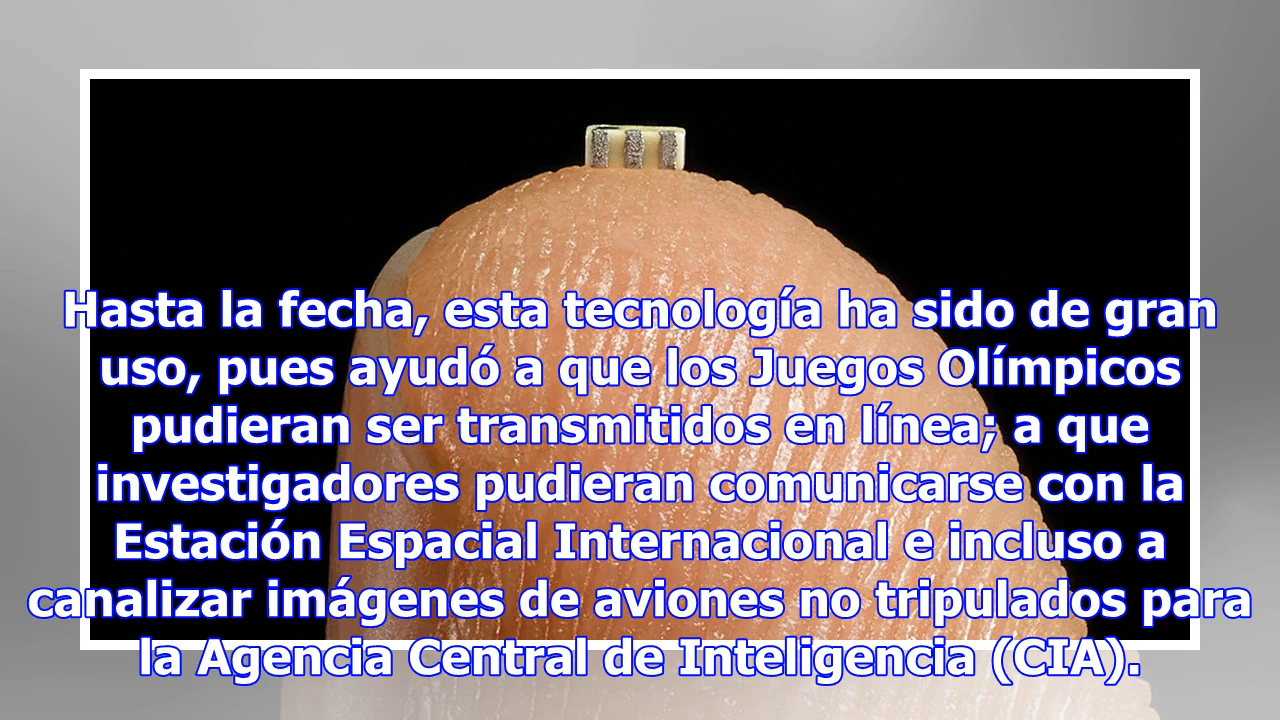 Hasta la fecha, esta tecnología ha sido de gran
uso, pues ayudó a que los Juegos Olímpicos
pudieran ser transmitidos en línea; a que
investigadores pudieran comunicarse con la
Estación Espacial Internacional e incluso a
canalizar imágenes de aviones no tripulados para
la Agencia Central de Inteligencia (CIA).